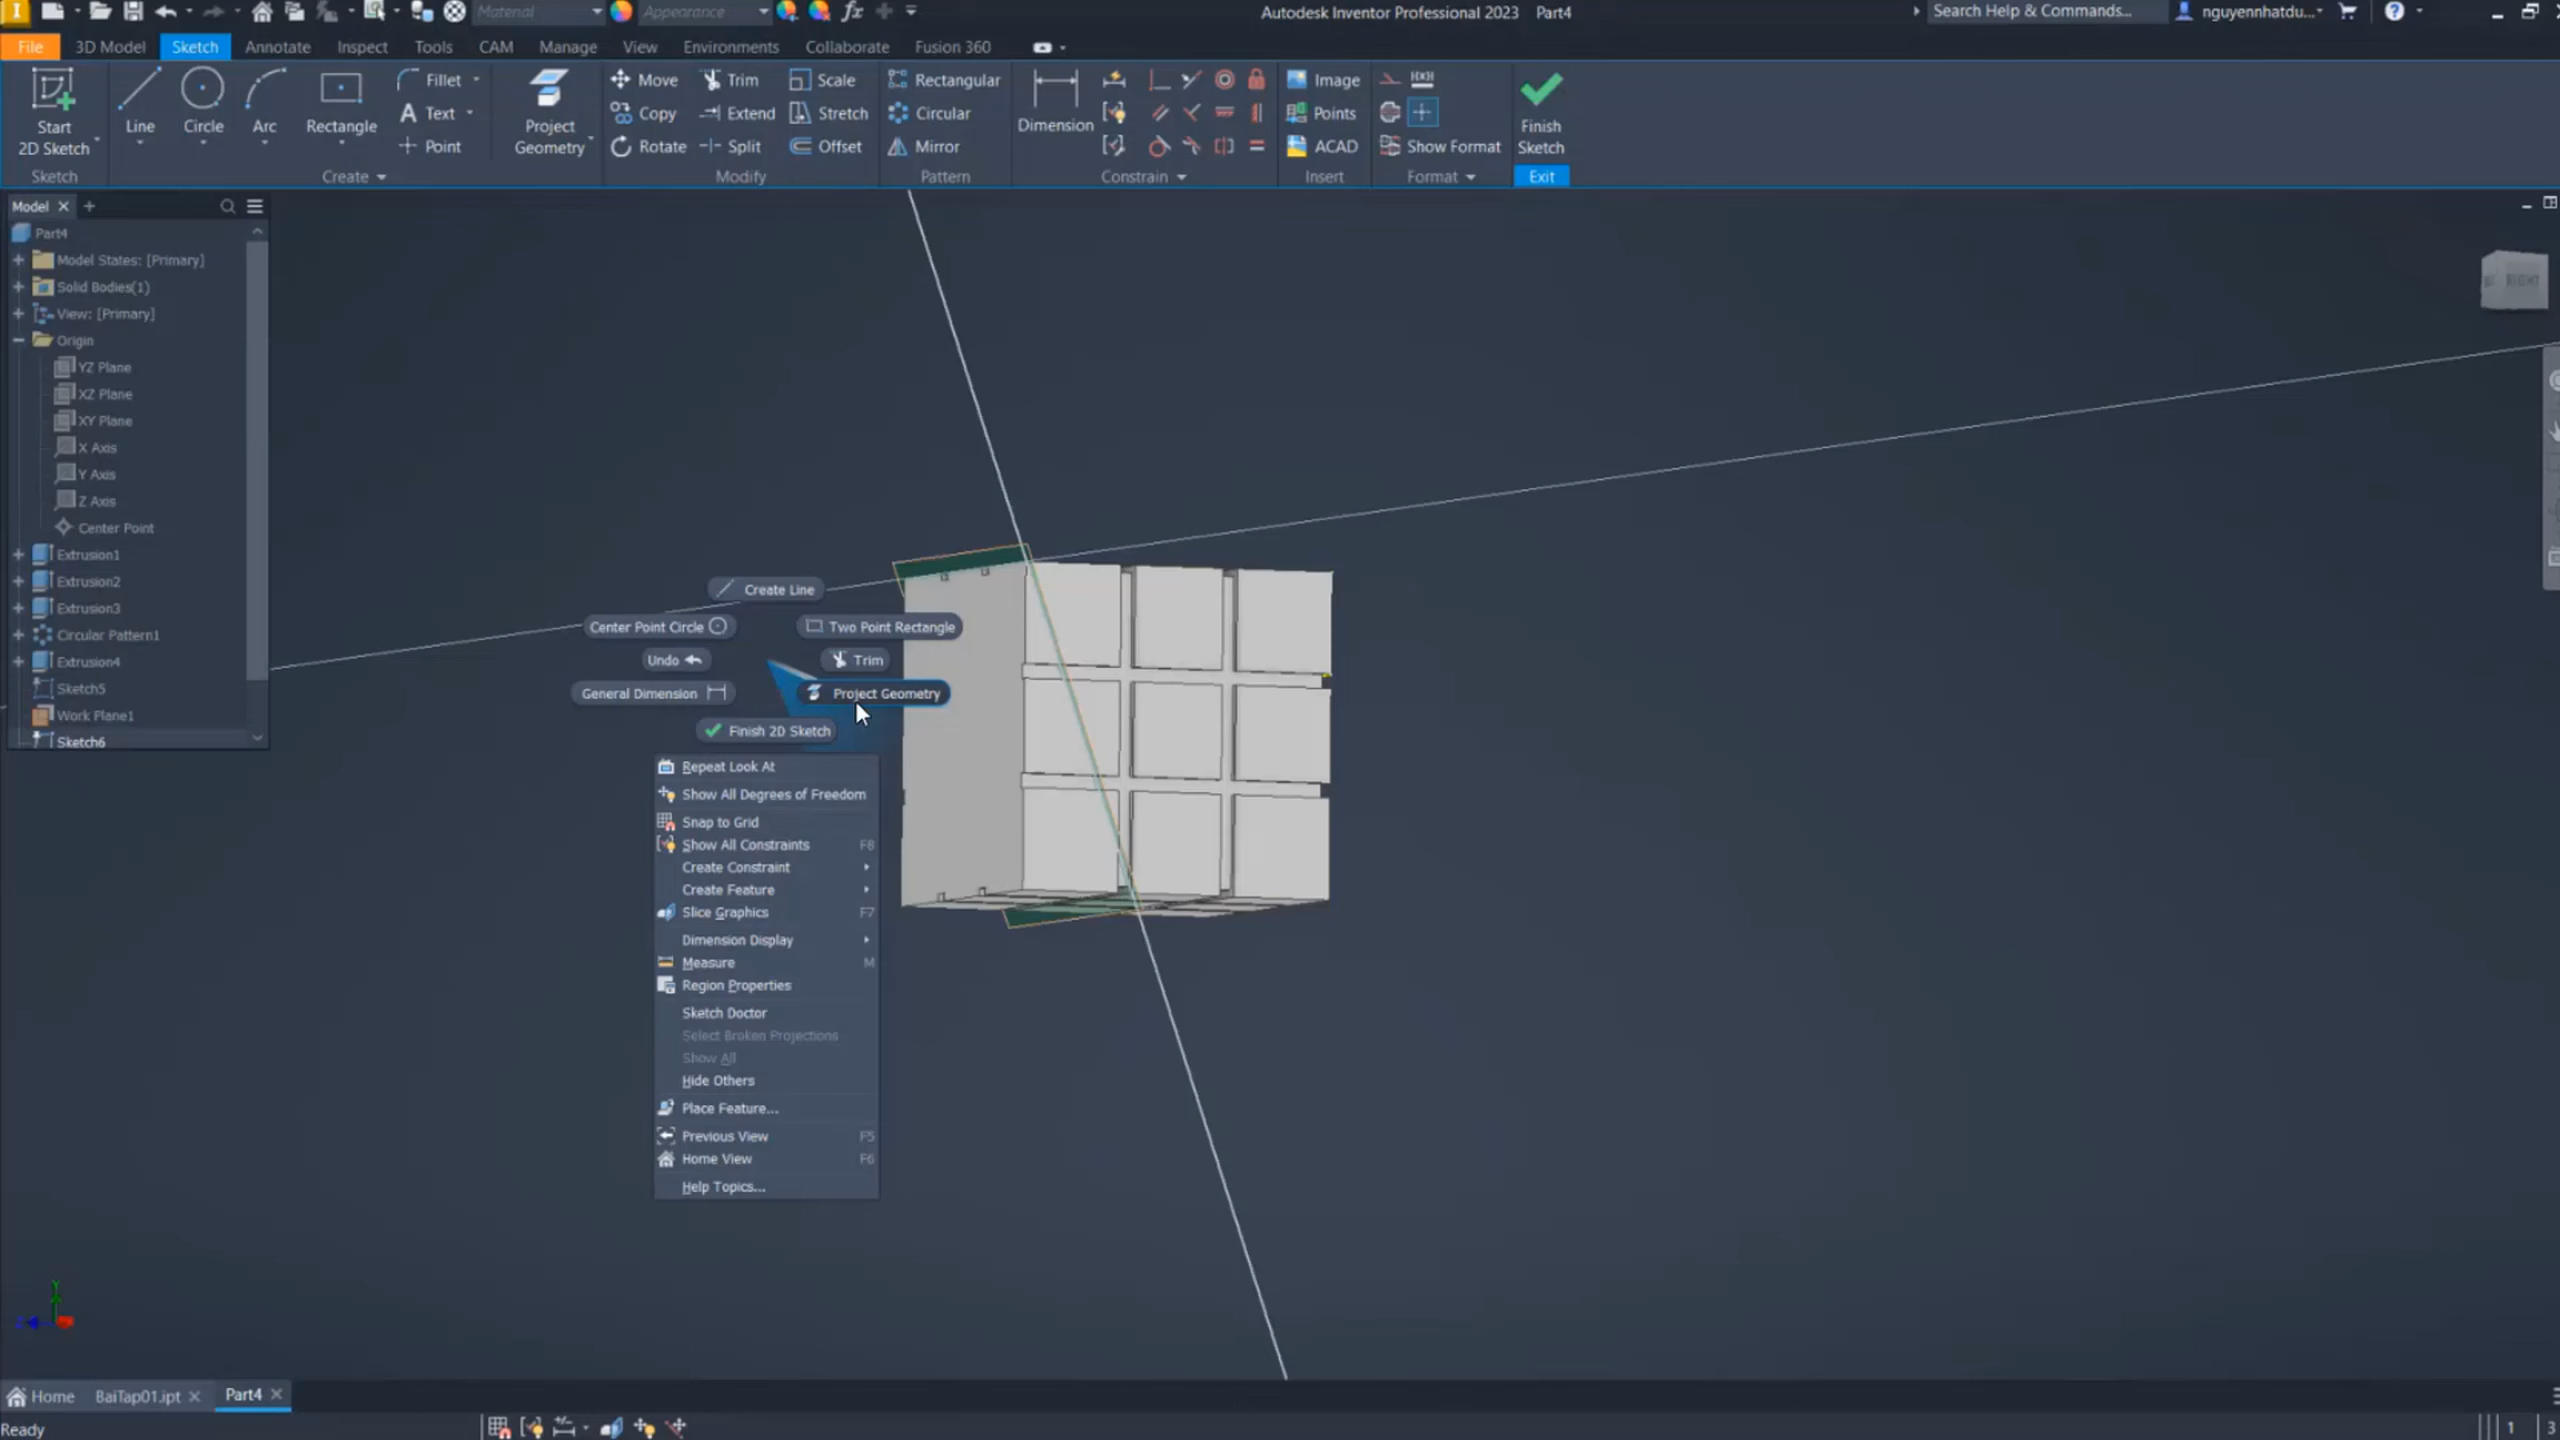 Material
Appearance
Autodesk Inventor Professional 2023 Part4
Search Help & Commands...
nguyennhatdu...
File 3D Model Sketch Annotate Inspect Tools CAM Manage View Environments Collaborate Fusion 360
Start
2D Sketch
Line
Circle
Arc
Rectangle
Fillet
Text
Point
Project
Geometry
Move Trim Scale
Copy Extend Stretch
Rotate Split Offset
Rectangular
Circular
Mirror
Dimension
Image
Points
ACAD
Show Format
Finish
Sketch
Sketch Create Modify Pattern Constrain Insert Format Exit
Model
Part4
Model States: [Primary]
Solid Bodies(1)
View: [Primary]
Origin
YZ Plane
XZ Plane
XY Plane
X Axis
Y Axis
Z Axis
Center Point
Extrusion1
Extrusion2
Extrusion3
Circular Pattern1
Extrusion4
Sketch5
Work Plane1
Sketch6
RIGHT
Create Line
Center Point Circle
Two Point Rectangle
Undo
Trim
General Dimension
Project Geometry
Finish 2D Sketch
Repeat Look At
Show All Degrees of Freedom
Snap to Grid
Show All Constraints F8
Create Constraint
Create Feature
Slice Graphics F7
Dimension Display
Measure M
Region Properties
Sketch Doctor
Select Broken Projections
Show All
Hide Others
Place Feature...
Previous View F5
Home View F6
Help Topics...
Home BaiTap01.ipt Part4
Ready
1 3